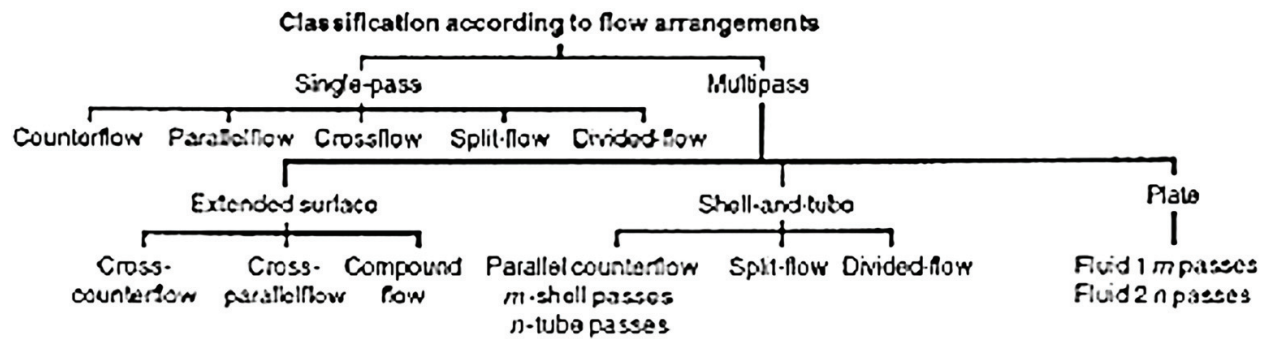 Classification according to flow arrangements
Single-pass Multipass
Counterflow Parallelflow Crossflow Split-flow Divided-flow
Extended surface Shell-and-tube Plate
Cross- Cross- Compound Parallel counterflow Split-flow Divided-flow Fluid 1 m passes
counterflow parallelflow flow m-shell passes Fluid 2 n passes
n-tube passes